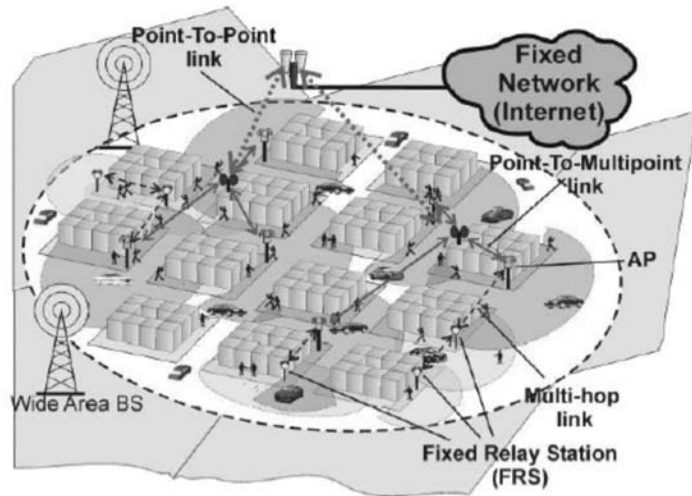 Point-To-Point
link
Fixed
Network
(Internet)
Point-To-Multipoint
link
AP
Wide Area BS
Multi-hop
link
Fixed Relay Station
(FRS)